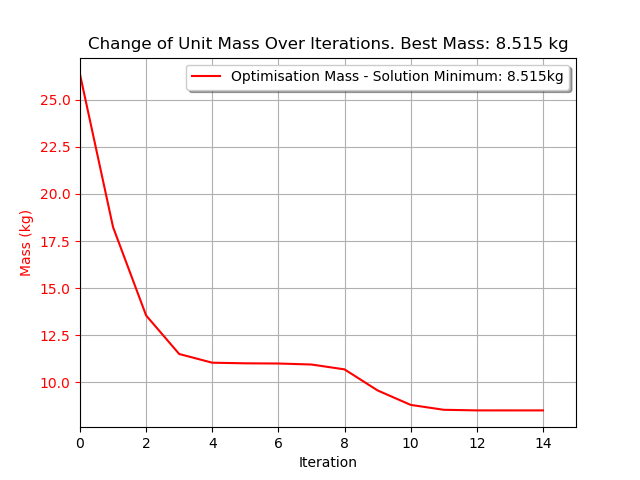 Change of Unit Mass Over Iterations. Best Mass: 8.515 kg
Optimisation Mass - Solution Minimum: 8.515kg
25.0
22.5
20.0
17.5
15.0
12.5
10.0
Mass (kg)
0 2 4 6 8 10 12 14
Iteration